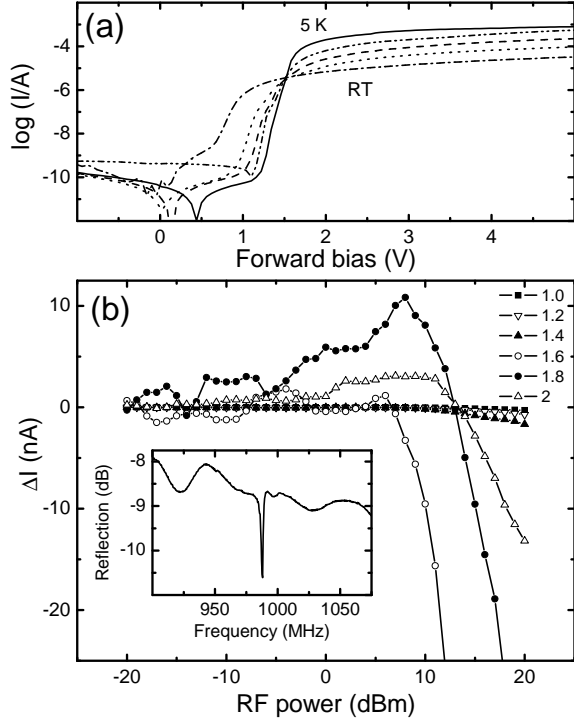 (a)
5 K
RT
log (I/A)
-4
-6
-8
-10
0 1 2 3 4
Forward bias (V)
(b)
1.0
1.2
1.4
1.6
1.8
2
ΔI (nA)
10
0
-10
-20
Reflection (dB)
-8
-9
-10
950 1000 1050
Frequency (MHz)
-20 -10 0 10 20
RF power (dBm)